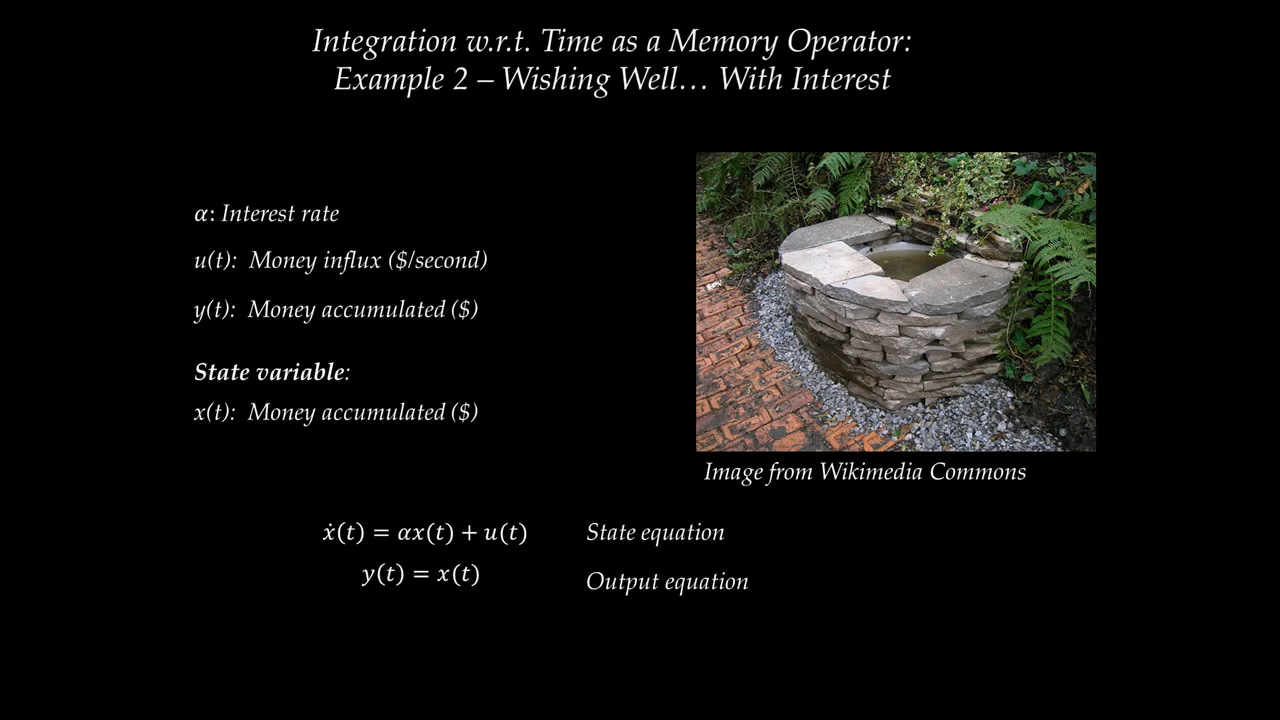 Integration w.r.t. Time as a Memory Operator:
Example 2 – Wishing Well… With Interest
α: Interest rate
u(t): Money influx ($/second)
y(t): Money accumulated ($)
State variable:
x(t): Money accumulated ($)
Image from Wikimedia Commons
ẋ(t) = αx(t) + u(t) State equation
y(t) = x(t) Output equation